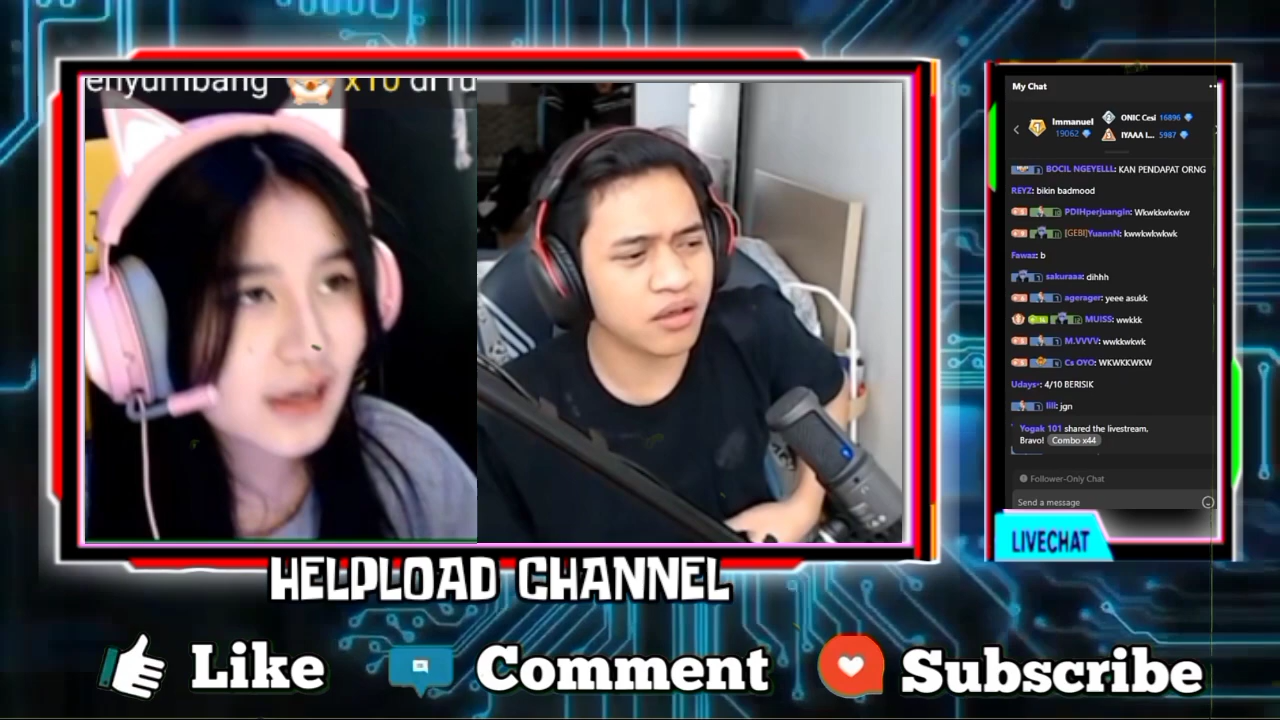 enyumbang x10 di Tu
My Chat
Immanuel
19062
ONIC Cesi 16896
IYAAA I... 5987
BOCIL NGEYELLL: KAN PENDAPAT ORNG
REYZ: bikin badmood
PDIHperjuangin: Wkwkkwkwkw
[GEBI]YuannN: kwwkwkwkwk
Fawaz: b
sakuraaa: dihhh
agerager: yeee asukk
MUISS: wwkkk
M.VVVV: wwkkwkwk
Cs OYO: WKWKKWKW
Udays-: 4/10 BERISIK
lili: jgn
Yogak 101 shared the livestream.
Bravo! Combo x44
Follower-Only Chat
Send a message
LIVECHAT
HELPLOAD CHANNEL
Like
Comment
Subscribe